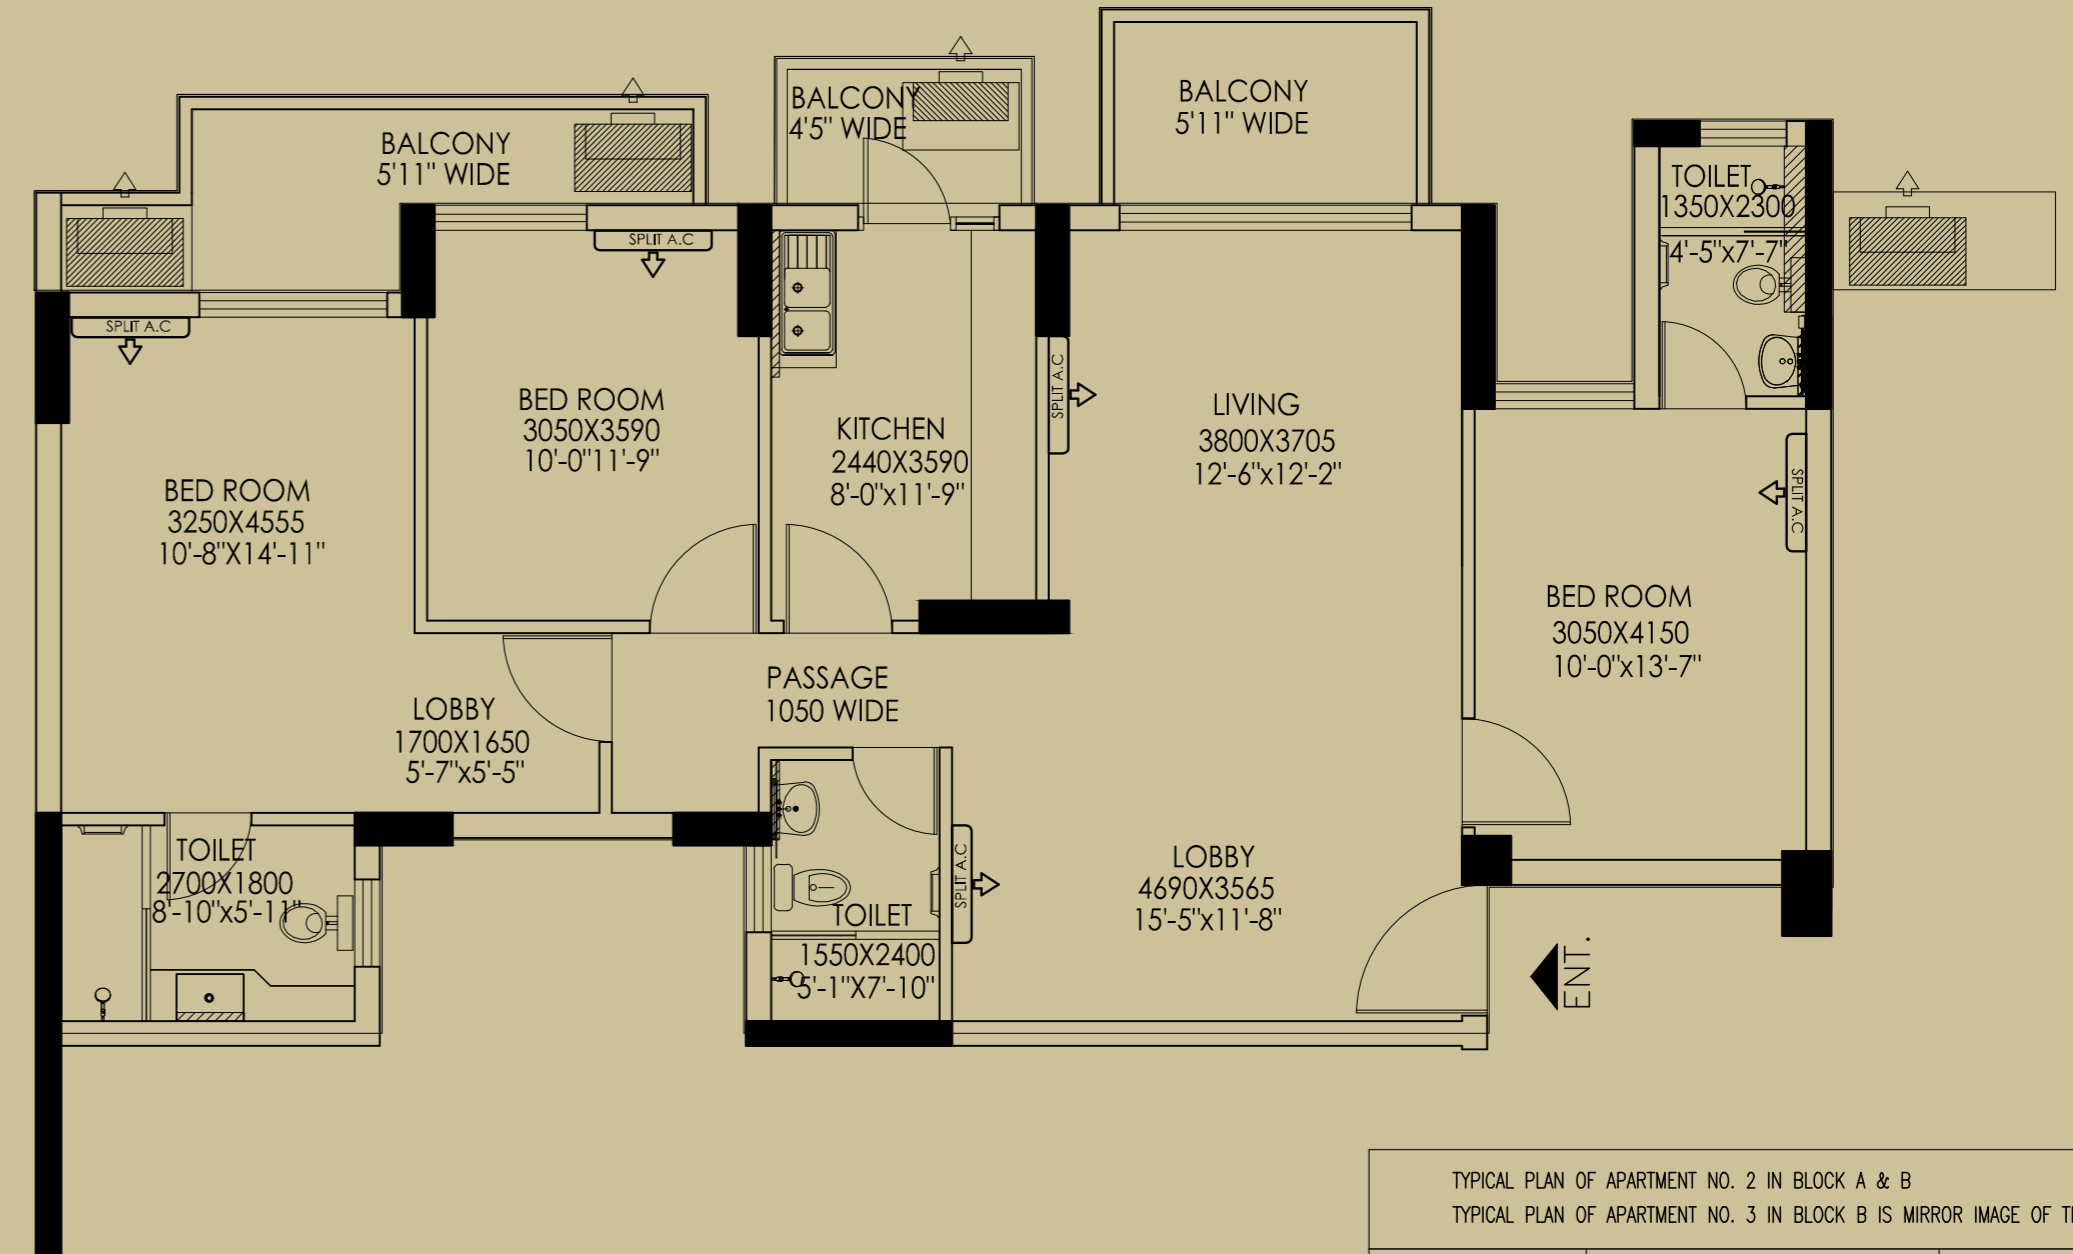 BALCONY
5'11" WIDE
BALCONY
4'5" WIDE
BALCONY
5'11" WIDE
TOILET
1350X2300
4'-5"x7'-7"
SPLIT A.C
SPLIT A.C
SPLIT A.C
SPLIT A.C
BED ROOM
3250X4555
10'-8"X14'-11"
BED ROOM
3050X3590
10'-0"11'-9"
KITCHEN
2440X3590
8'-0"x11'-9"
LIVING
3800X3705
12'-6"x12'-2"
BED ROOM
3050X4150
10'-0"x13'-7"
LOBBY
1700X1650
5'-7"x5'-5"
PASSAGE
1050 WIDE
TOILET
2700X1800
8'-10"x5'-11"
TOILET
1550X2400
5'-1"X7'-10"
SPLIT A.C
LOBBY
4690X3565
15'-5"x11'-8"
ENT.
TYPICAL PLAN OF APARTMENT NO. 2 IN BLOCK A & B
TYPICAL PLAN OF APARTMENT NO. 3 IN BLOCK B IS MIRROR IMAGE OF